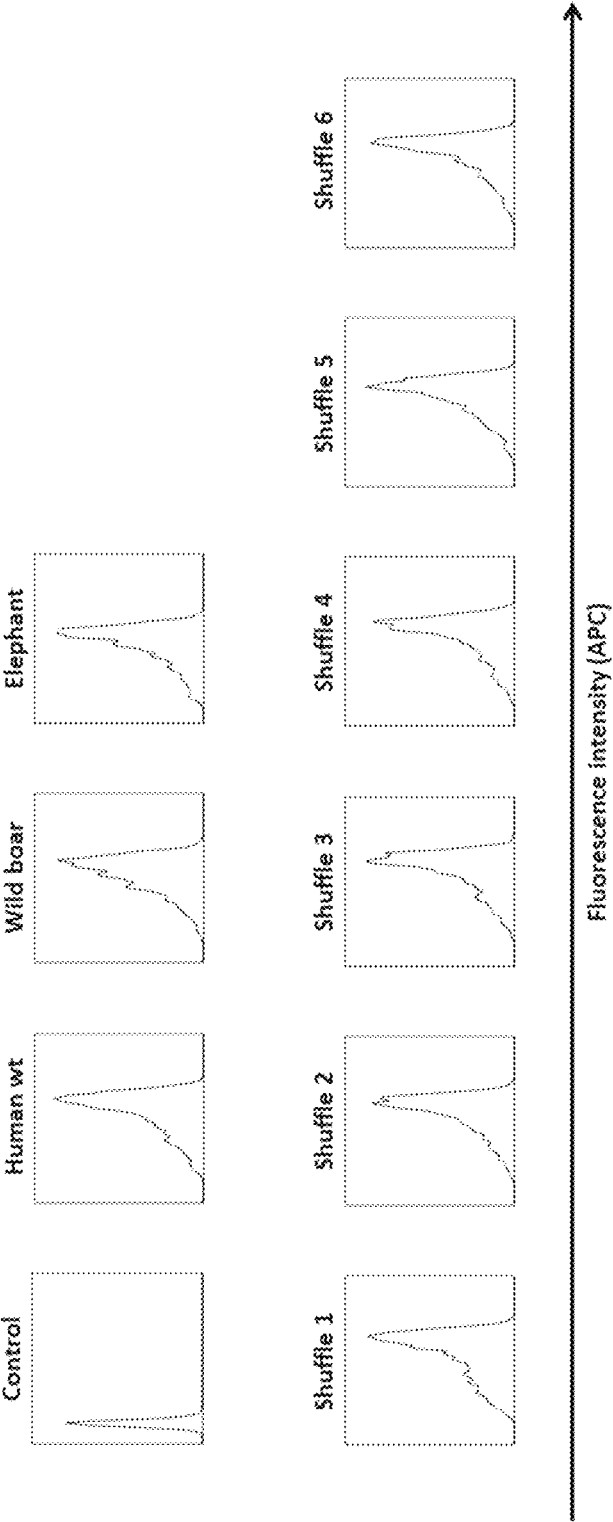 Control
Human wt
Wild boar
Elephant
Shuffle 1
Shuffle 2
Shuffle 3
Shuffle 4
Shuffle 5
Shuffle 6
Fluorescence intensity (APC)